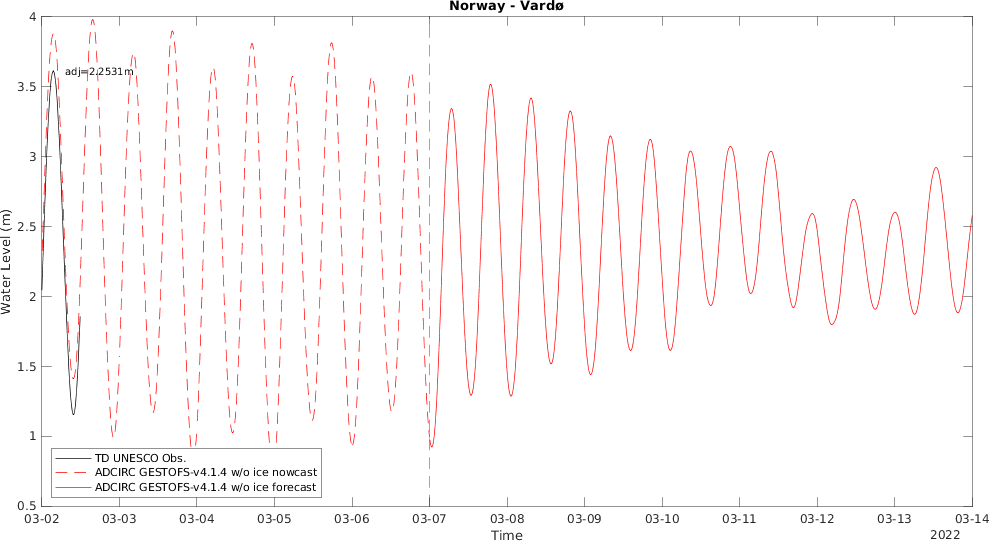 Norway - Vardø
adj=2.2531m
Water Level (m)
4
3.5
3
2.5
2
1.5
1
0.5
TD UNESCO Obs.
ADCIRC GESTOFS-v4.1.4 w/o ice nowcast
ADCIRC GESTOFS-v4.1.4 w/o ice forecast
03-02 03-03 03-04 03-05 03-06 03-07 03-08 03-09 03-10 03-11 03-12 03-13 03-14
Time
2022